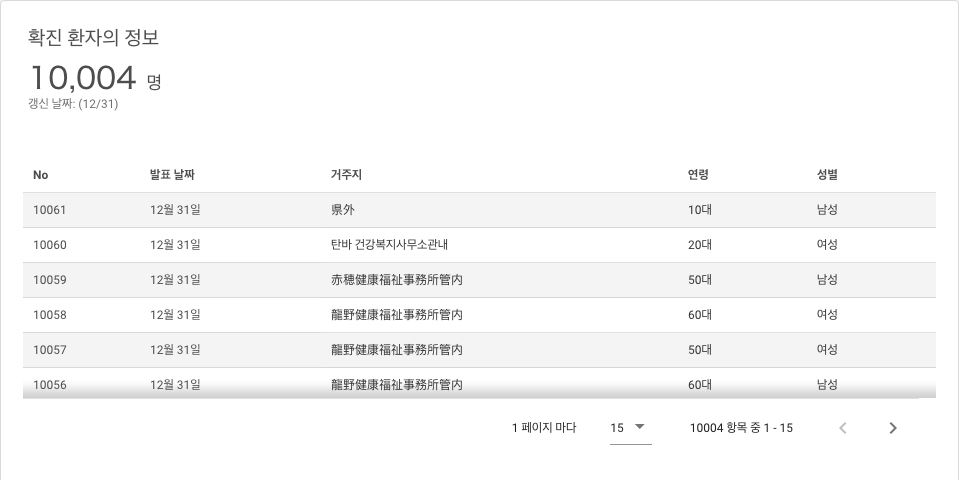 확진 환자의 정보
10,004 명
갱신 날짜: (12/31)
No 발표 날짜 거주지 연령 성별
10061 12월 31일 県外 10대 남성
10060 12월 31일 탄바 건강복지사무소관내 20대 여성
10059 12월 31일 赤穂健康福祉事務所管内 50대 남성
10058 12월 31일 龍野健康福祉事務所管内 60대 여성
10057 12월 31일 龍野健康福祉事務所管内 50대 여성
10056 12월 31일 龍野健康福祉事務所管内 60대 남성
1 페이지 마다 15 10004 항목 중 1 - 15